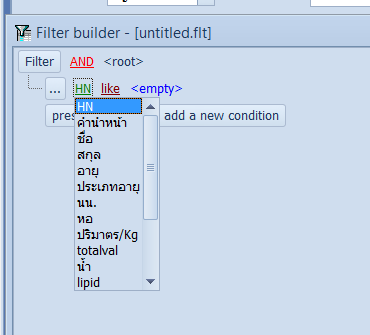 Filter builder - [untitled.flt]
Filter AND <root>
... HN like <empty>
pres add a new condition
HN
คำนำหน้า
ชื่อ
สกุล
อายุ
ประเภทอายุ
นน.
หอ
ปริมาตร/Kg
totalval
น้ำ
lipid